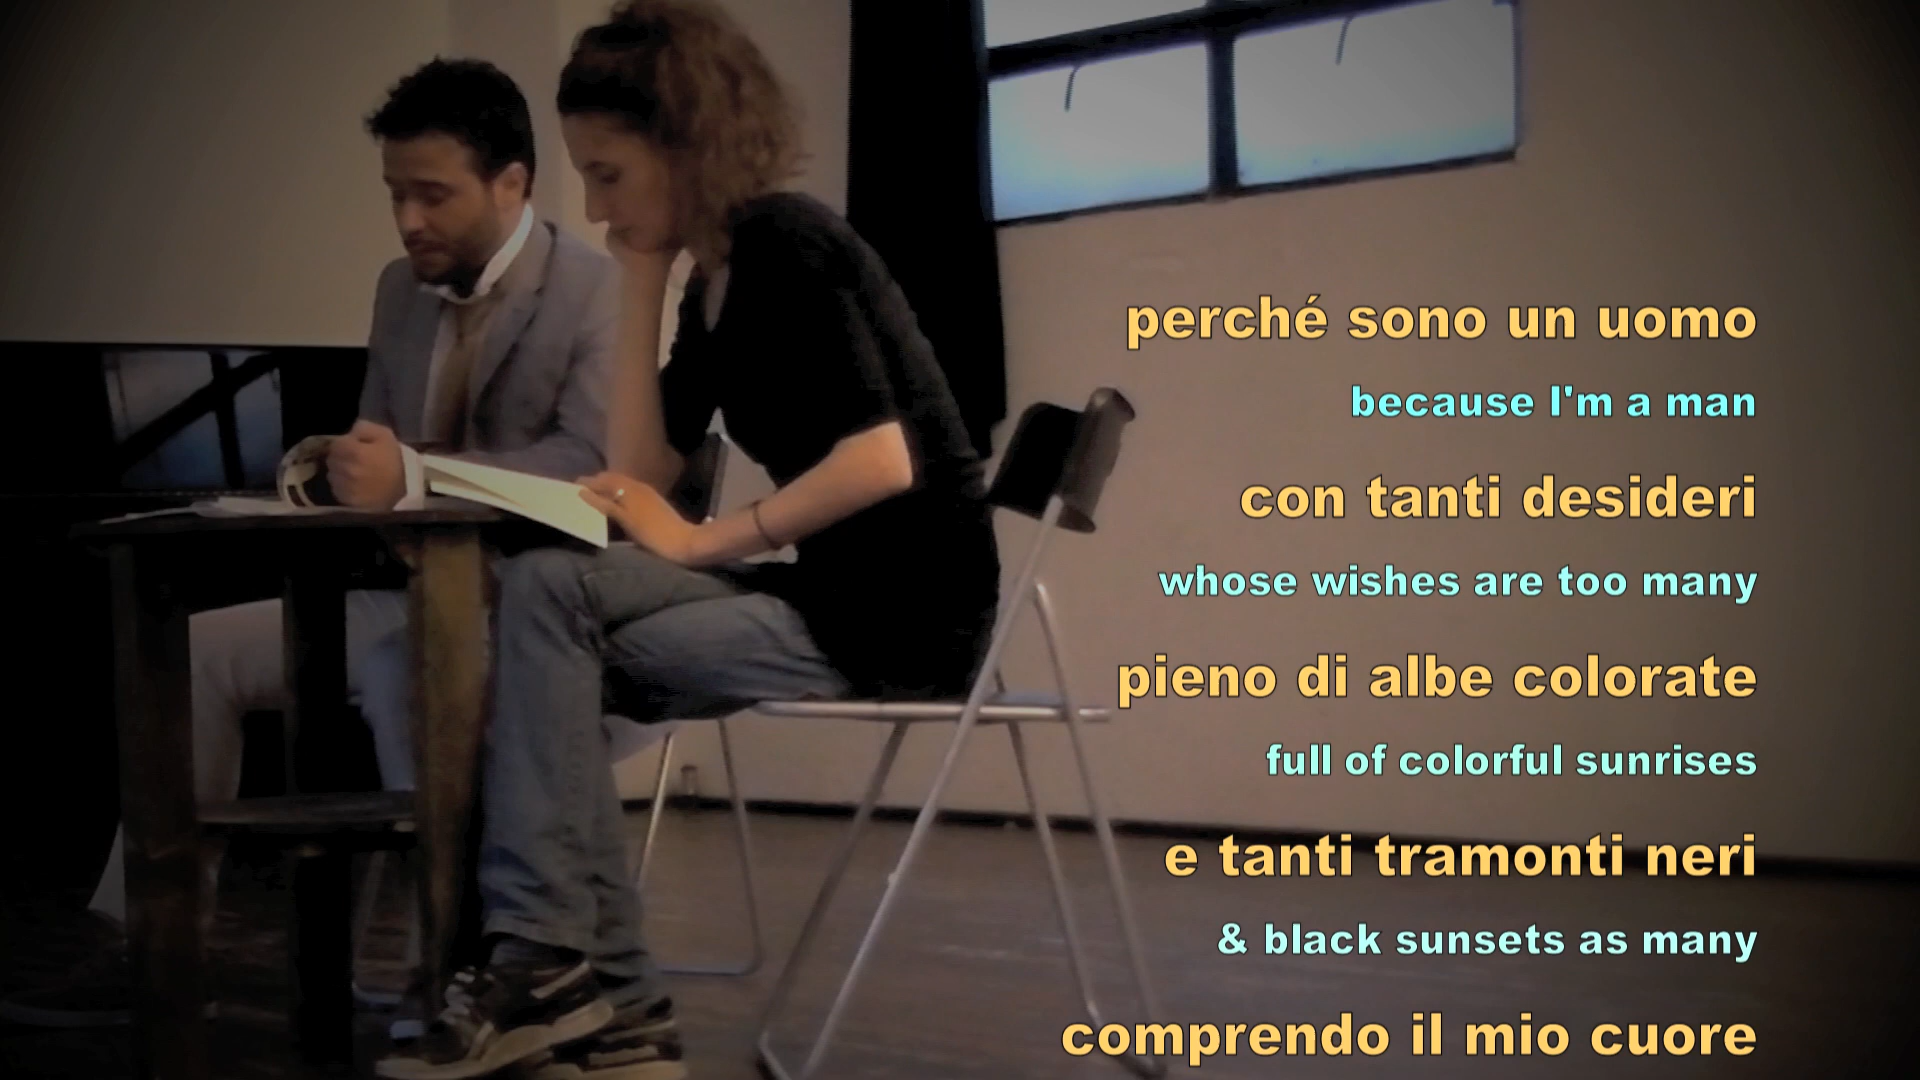 perché sono un uomo
because I'm a man
con tanti desideri
whose wishes are too many
pieno di albe colorate
full of colorful sunrises
e tanti tramonti neri
& black sunsets as many
comprendo il mio cuore